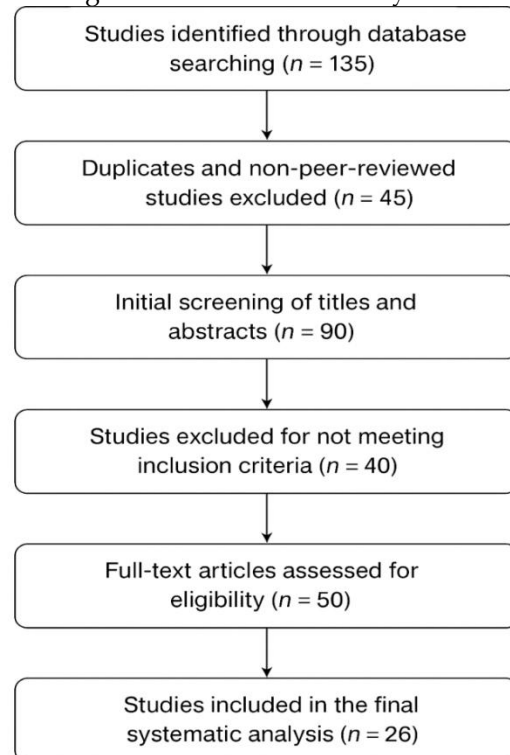 Studies identified through database
searching (n = 135)
Duplicates and non-peer-reviewed
studies excluded (n = 45)
Initial screening of titles and
abstracts (n = 90)
Studies excluded for not meeting
inclusion criteria (n = 40)
Full-text articles assessed for
eligibility (n = 50)
Studies included in the final
systematic analysis (n = 26)